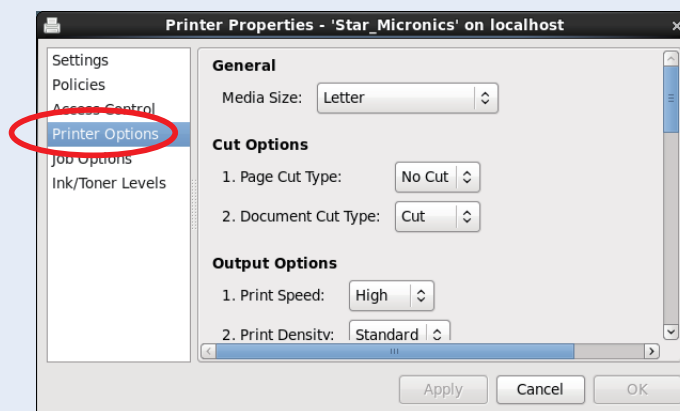 Printer Properties - 'Star_Micronics' on localhost
Settings
Policies
Access Control
Printer Options
Job Options
Ink/Toner Levels
General
Media Size: Letter
Cut Options
1. Page Cut Type: No Cut
2. Document Cut Type: Cut
Output Options
1. Print Speed: High
2. Print Density: Standard
Apply Cancel OK